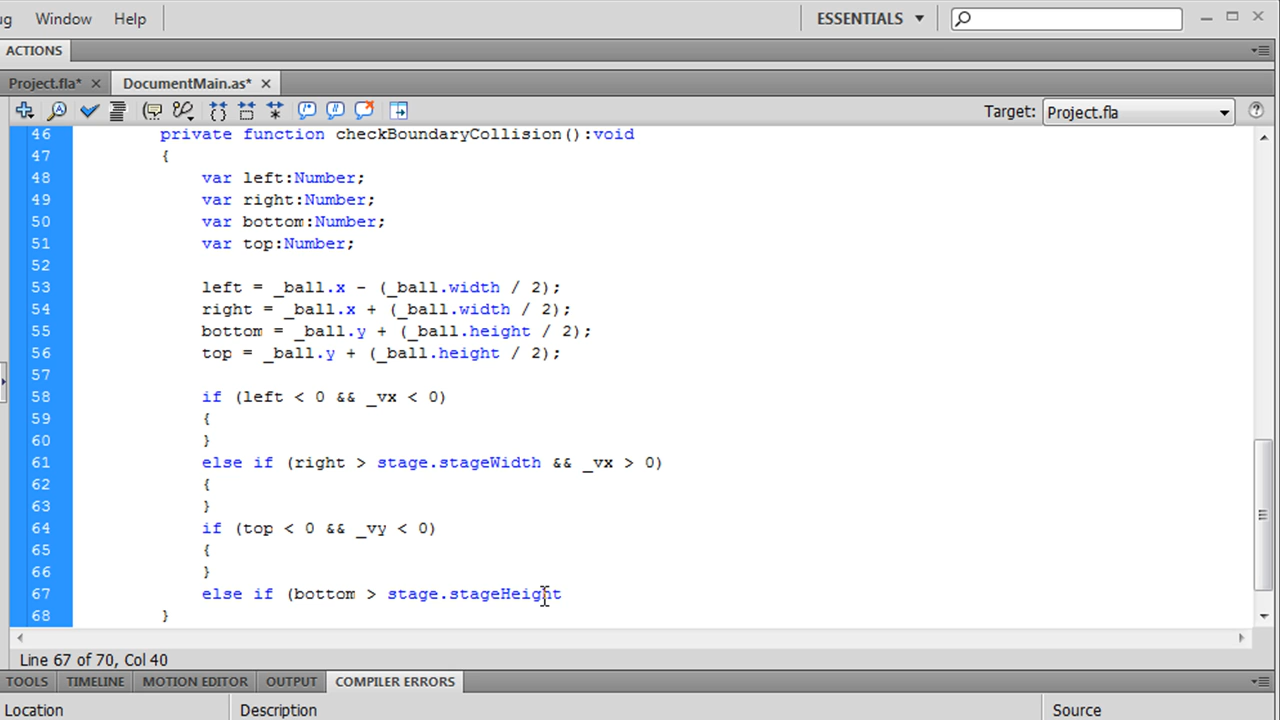 ug Window Help ESSENTIALS
ACTIONS
Project.fla* × DocumentMain.as* ×
Target: Project.fla
46 private function checkBoundaryCollision():void
47 {
48 var left:Number;
49 var right:Number;
50 var bottom:Number;
51 var top:Number;
52
53 left = _ball.x - (_ball.width / 2);
54 right = _ball.x + (_ball.width / 2);
55 bottom = _ball.y + (_ball.height / 2);
56 top = _ball.y + (_ball.height / 2);
57
58 if (left < 0 && _vx < 0)
59 {
60 }
61 else if (right > stage.stageWidth && _vx > 0)
62 {
63 }
64 if (top < 0 && _vy < 0)
65 {
66 }
67 else if (bottom > stage.stageHeight
68 }
Line 67 of 70, Col 40
TOOLS TIMELINE MOTION EDITOR OUTPUT COMPILER ERRORS
Location Description Source